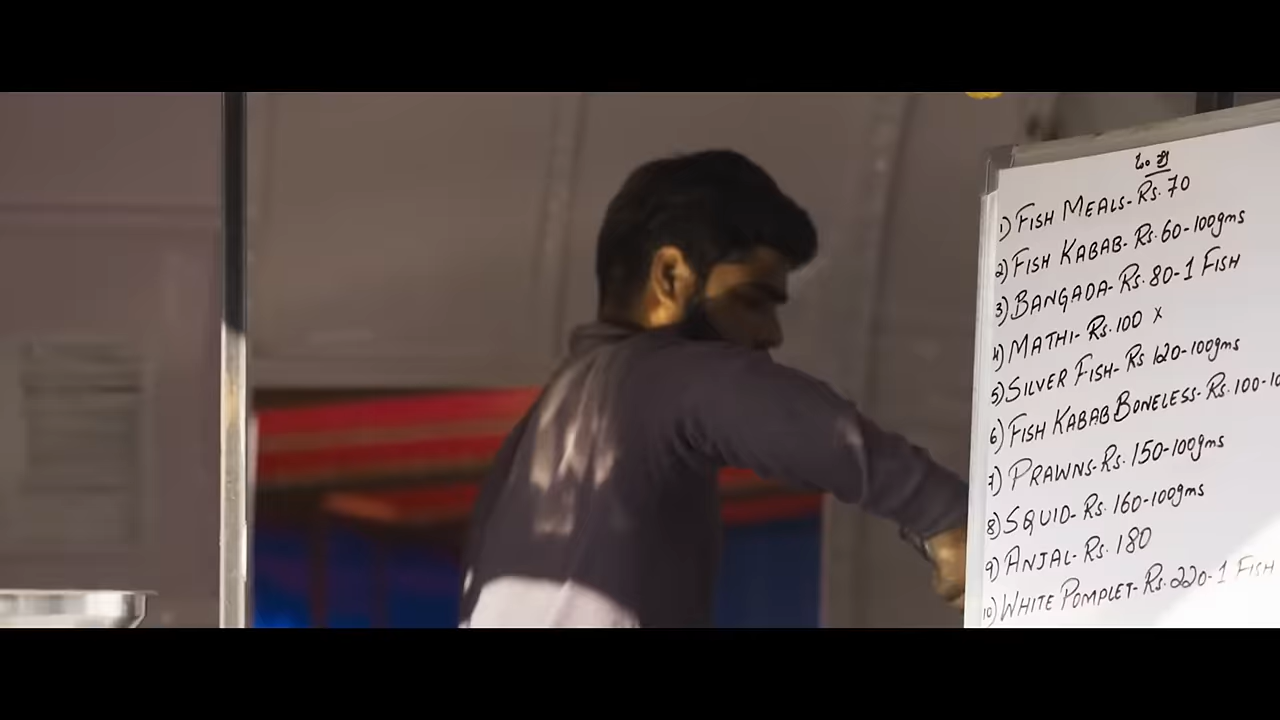 ಓಂ ಶ್ರೀ
1) FISH MEALS-Rs.70
2) FISH KABAB-Rs.60-100gms
3) BANGADA-Rs.80-1 FISH
4) MATHI-Rs.100 x
5) SILVER FISH-Rs 120-100gms
6) FISH KABAB BONELESS-Rs.100-10
7) PRAWNS-Rs.150-100gms
8) SQUID-Rs.160-100gms
9) ANJAL-Rs.180
10) WHITE POMPLET-Rs.220-1 FISH